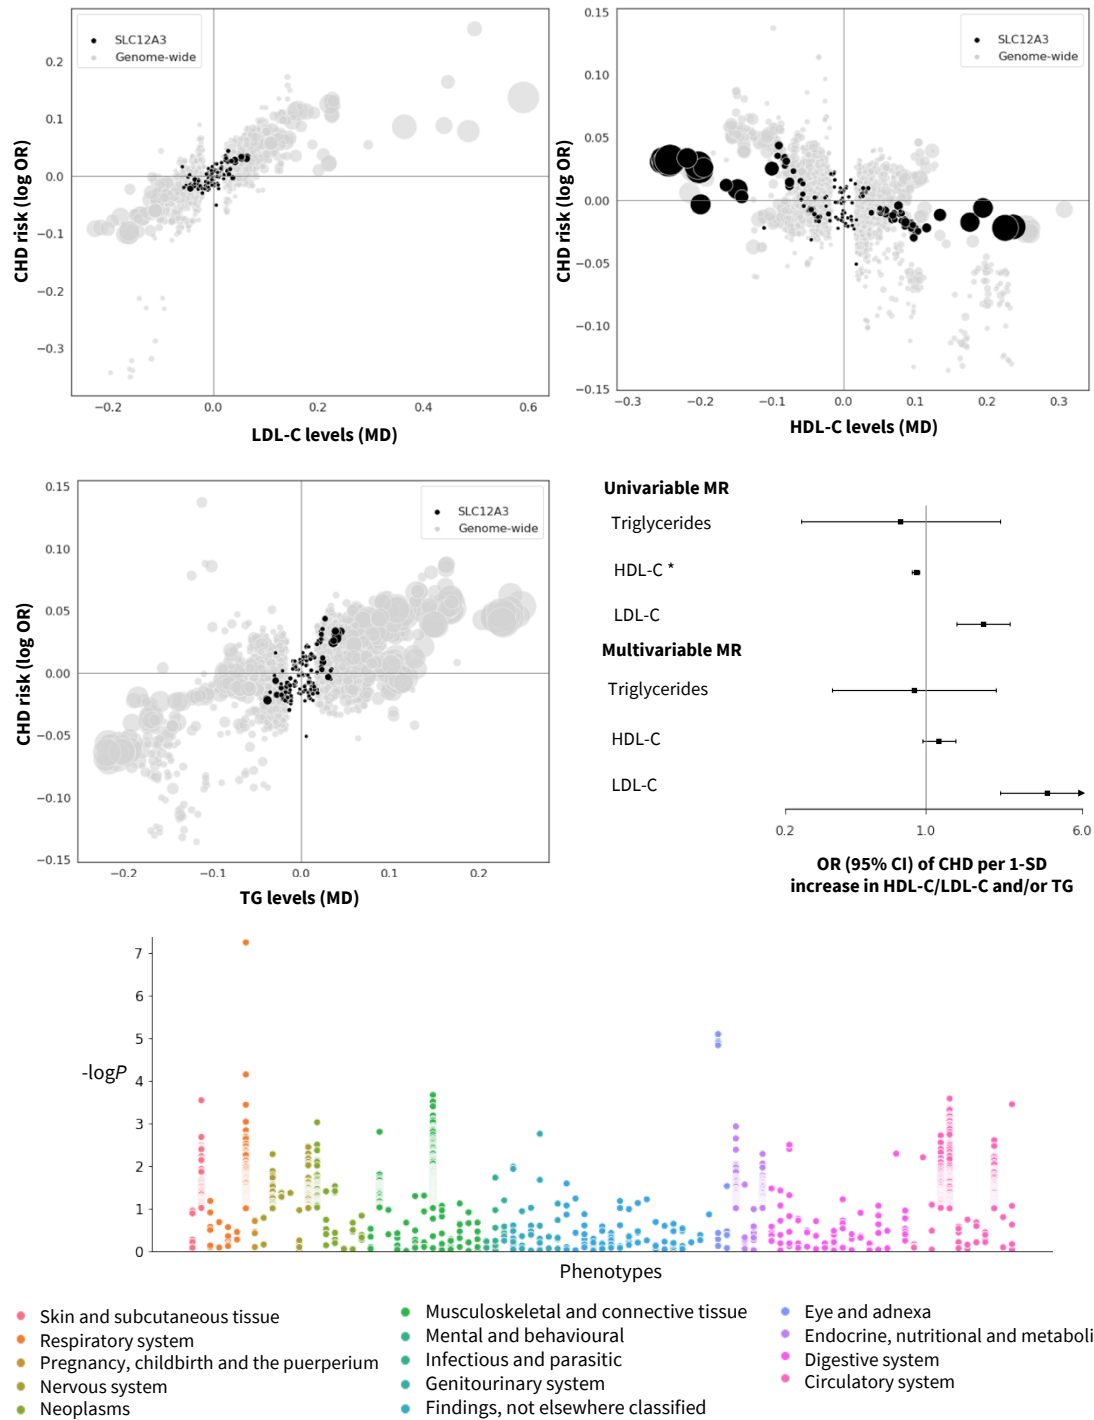 SLC12A3
Genome-wide
0.2
0.1
0.0
−0.1
−0.2
−0.3
CHD risk (log OR)
−0.2
0.0
0.2
0.4
0.6
LDL-C levels (MD)
SLC12A3
Genome-wide
0.15
0.10
0.05
0.00
−0.05
−0.10
−0.15
CHD risk (log OR)
−0.3
−0.2
−0.1
0.0
0.1
0.2
0.3
HDL-C levels (MD)
SLC12A3
Genome-wide
0.15
0.10
0.05
0.00
−0.05
−0.10
−0.15
CHD risk (log OR)
−0.2
−0.1
0.0
0.1
0.2
TG levels (MD)
Univariable MR
Triglycerides
HDL-C *
LDL-C
Multivariable MR
Triglycerides
HDL-C
LDL-C
0.2
1.0
6.0
OR (95% CI) of CHD per 1-SD
increase in HDL-C/LDL-C and/or TG
7
6
5
4
3
2
1
0
-logP
Phenotypes
Skin and subcutaneous tissue
Respiratory system
Pregnancy, childbirth and the puerperium
Nervous system
Neoplasms
Musculoskeletal and connective tissue
Mental and behavioural
Infectious and parasitic
Genitourinary system
Findings, not elsewhere classified
Eye and adnexa
Endocrine, nutritional and metaboli
Digestive system
Circulatory system